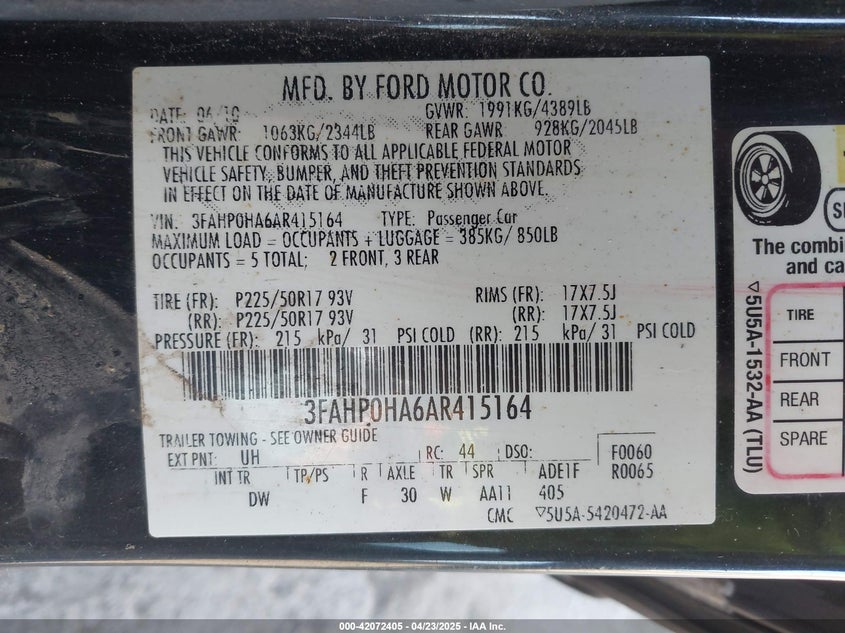 MFD. BY FORD MOTOR CO.
DATE: 06/10 GVWR: 1991KG/4389LB
FRONT GAWR: 1063KG/2344LB REAR GAWR: 928KG/2045LB
THIS VEHICLE CONFORMS TO ALL APPLICABLE FEDERAL MOTOR
VEHICLE SAFETY, BUMPER, AND THEFT PREVENTION STANDARDS
IN EFFECT ON THE DATE OF MANUFACTURE SHOWN ABOVE.
VIN: 3FAHP0HA6AR415164 TYPE: Passenger Car
MAXIMUM LOAD = OCCUPANTS + LUGGAGE = 385KG/ 850LB
OCCUPANTS = 5 TOTAL; 2 FRONT, 3 REAR
TIRE (FR): P225/50R17 93V RIMS (FR): 17X7.5J
(RR): P225/50R17 93V (RR): 17X7.5J
PRESSURE (FR): 215 kPa/ 31 PSI COLD (RR): 215 kPa/ 31 PSI COLD
3FAHP0HA6AR415164
TRAILER TOWING - SEE OWNER GUIDE
EXT PNT: UH RC: 44 DSO: F0060
INT TR TP/PS R AXLE TR SPR ADE1F R0065
DW F 30 W AA11 405
CMC ▽5U5A-5420472-AA
The combin
and ca
▽5U5A-1532-AA (TLU)
TIRE
FRONT
REAR
SPARE
000-42072405 | 04/23/2025 - IAA Inc.